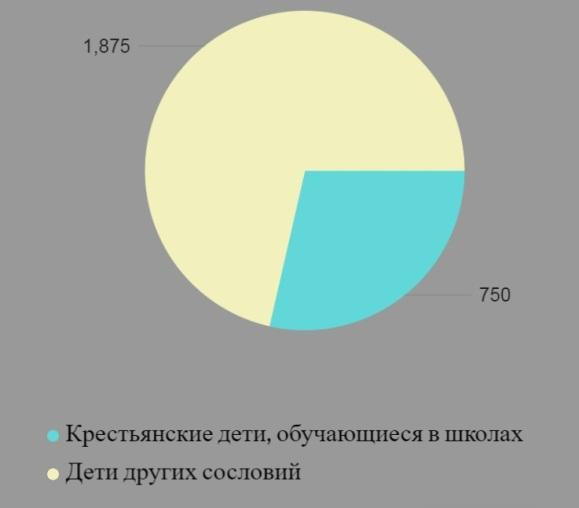 1,875
750
Крестьянские дети, обучающиеся в школах
Дети других сословий